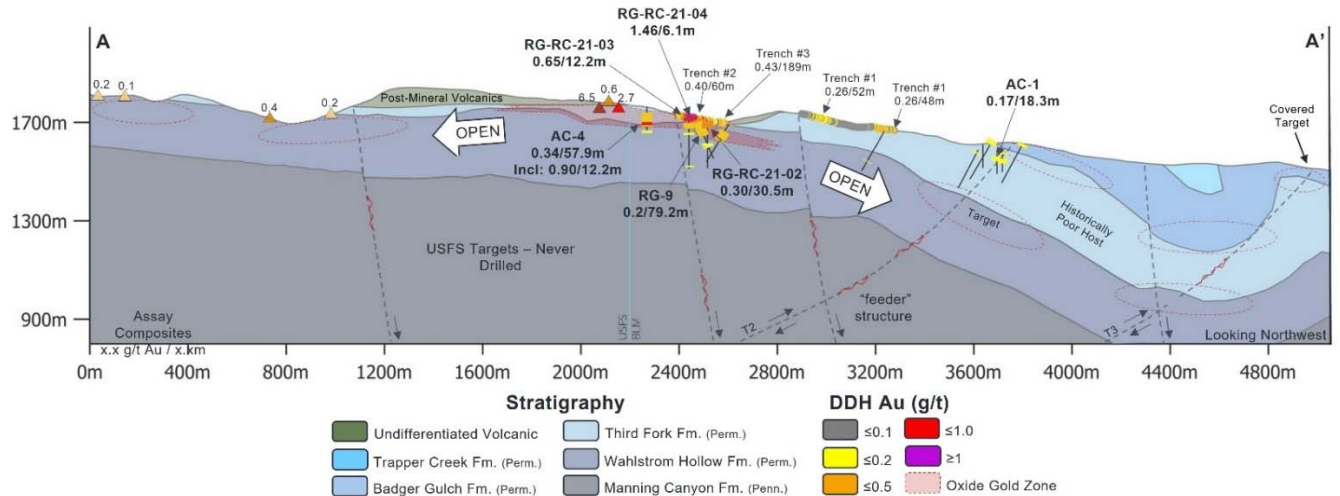 A
A'
RG-RC-21-04
1.46/6.1m
RG-RC-21-03
0.65/12.2m
Trench #2
0.40/60m
Trench #3
0.43/189m
Trench #1
0.26/52m
Trench #1
0.26/48m
AC-1
0.17/18.3m
Covered
Target
0.2
0.1
0.4
0.2
6.5
0.6
2.7
Post-Mineral Volcanics
OPEN
AC-4
0.34/57.9m
Incl: 0.90/12.2m
RG-9
0.2/79.2m
RG-RC-21-02
0.30/30.5m
OPEN
Target
Historically
Poor Host
USFS Targets – Never
Drilled
"feeder"
structure
USFS
BLM
T2
T3
Looking Northwest
Assay
Composites
x.x g/t Au / x.km
1700m
1300m
900m
0m
400m
800m
1200m
1600m
2000m
2400m
2800m
3200m
3600m
4000m
4400m
4800m
Stratigraphy
Undifferentiated Volcanic
Trapper Creek Fm. (Perm.)
Badger Gulch Fm. (Perm.)
Third Fork Fm. (Perm.)
Wahlstrom Hollow Fm. (Perm.)
Manning Canyon Fm. (Penn.)
DDH Au (g/t)
≤0.1
≤0.2
≤0.5
≤1.0
≥1
Oxide Gold Zone